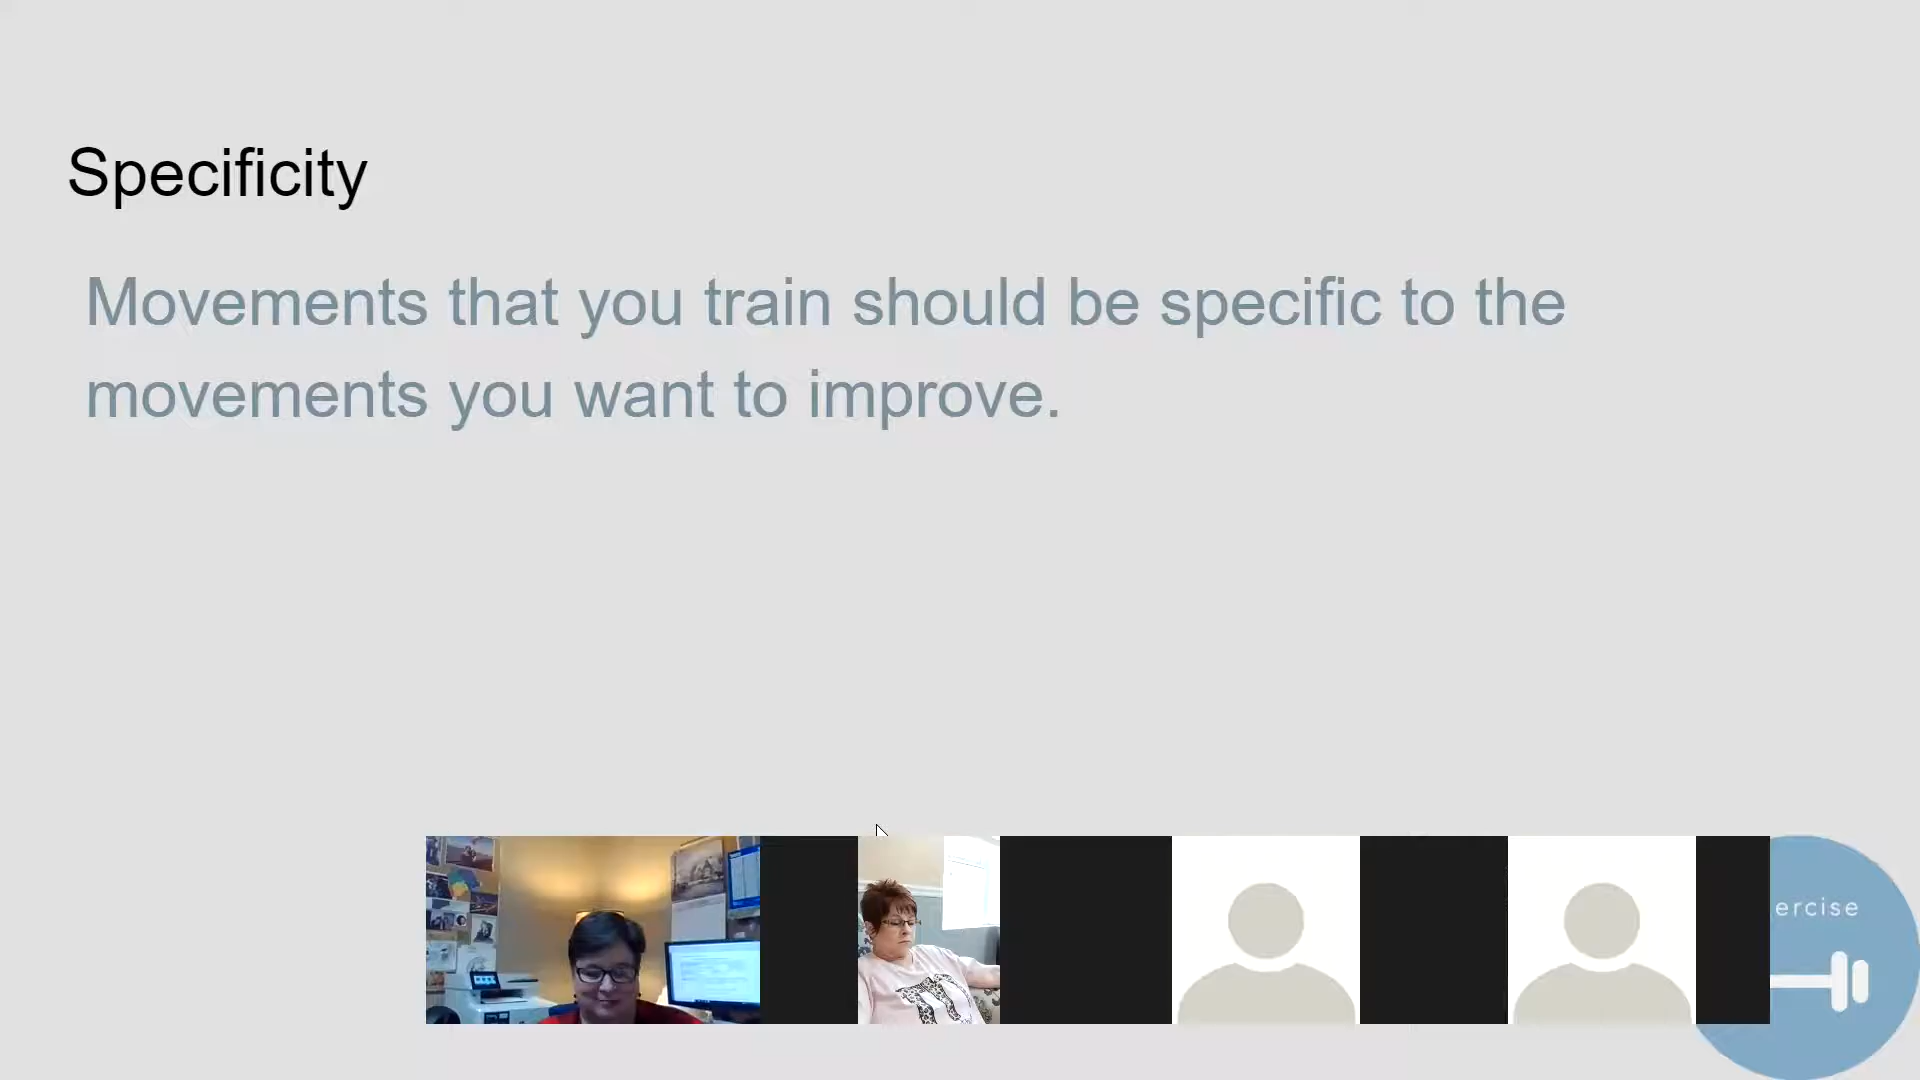 Specificity
Movements that you train should be specific to the
movements you want to improve.
ercise